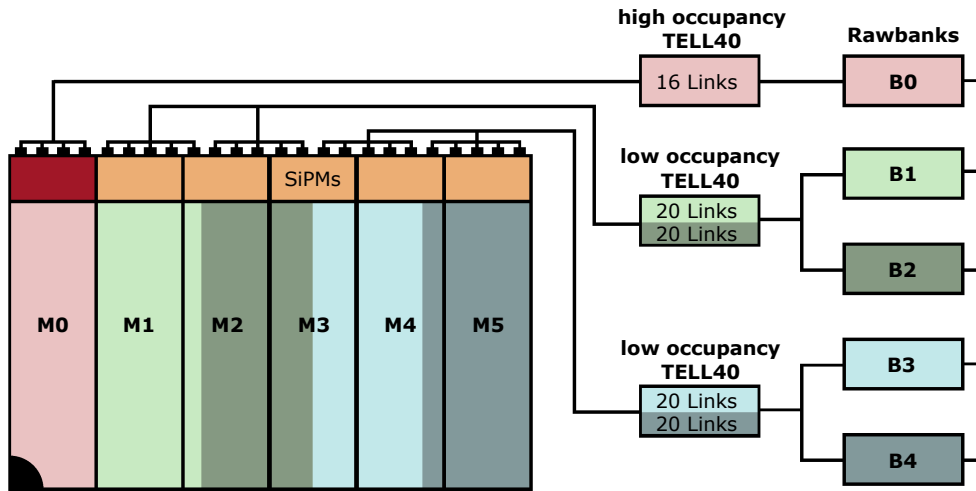 high occupancy
TELL40
Rawbanks
16 Links
B0
SiPMs
low occupancy
TELL40
20 Links
20 Links
B1
B2
M0
M1
M2
M3
M4
M5
low occupancy
TELL40
20 Links
20 Links
B3
B4